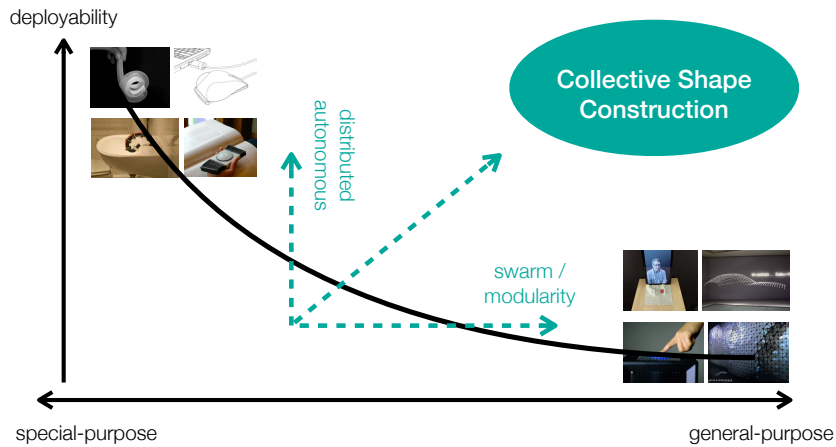 deployability
Collective Shape
Construction
distributed
autonomous
swarm /
modularity
special-purpose
general-purpose